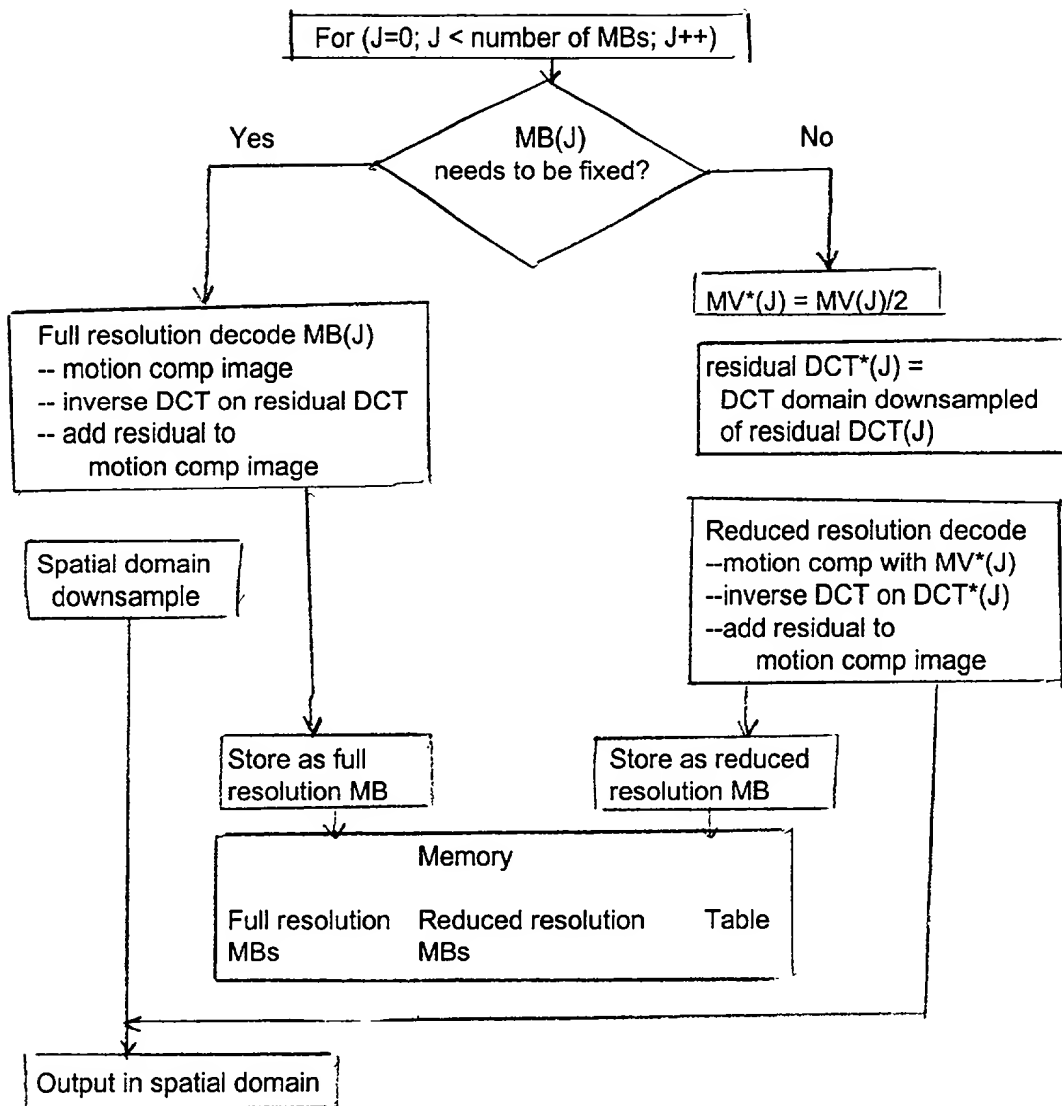 For (J=0; J < number of MBs; J++)
MB(J)
needs to be fixed?
Yes
No
Full resolution decode MB(J)
-- motion comp image
-- inverse DCT on residual DCT
-- add residual to
motion comp image
MV*(J) = MV(J)/2
residual DCT*(J) =
DCT domain downsampled
of residual DCT(J)
Spatial domain
downsample
Reduced resolution decode
--motion comp with MV*(J)
--inverse DCT on DCT*(J)
--add residual to
motion comp image
Store as full
resolution MB
Store as reduced
resolution MB
Memory
Full resolution
MBs
Reduced resolution
MBs
Table
Output in spatial domain